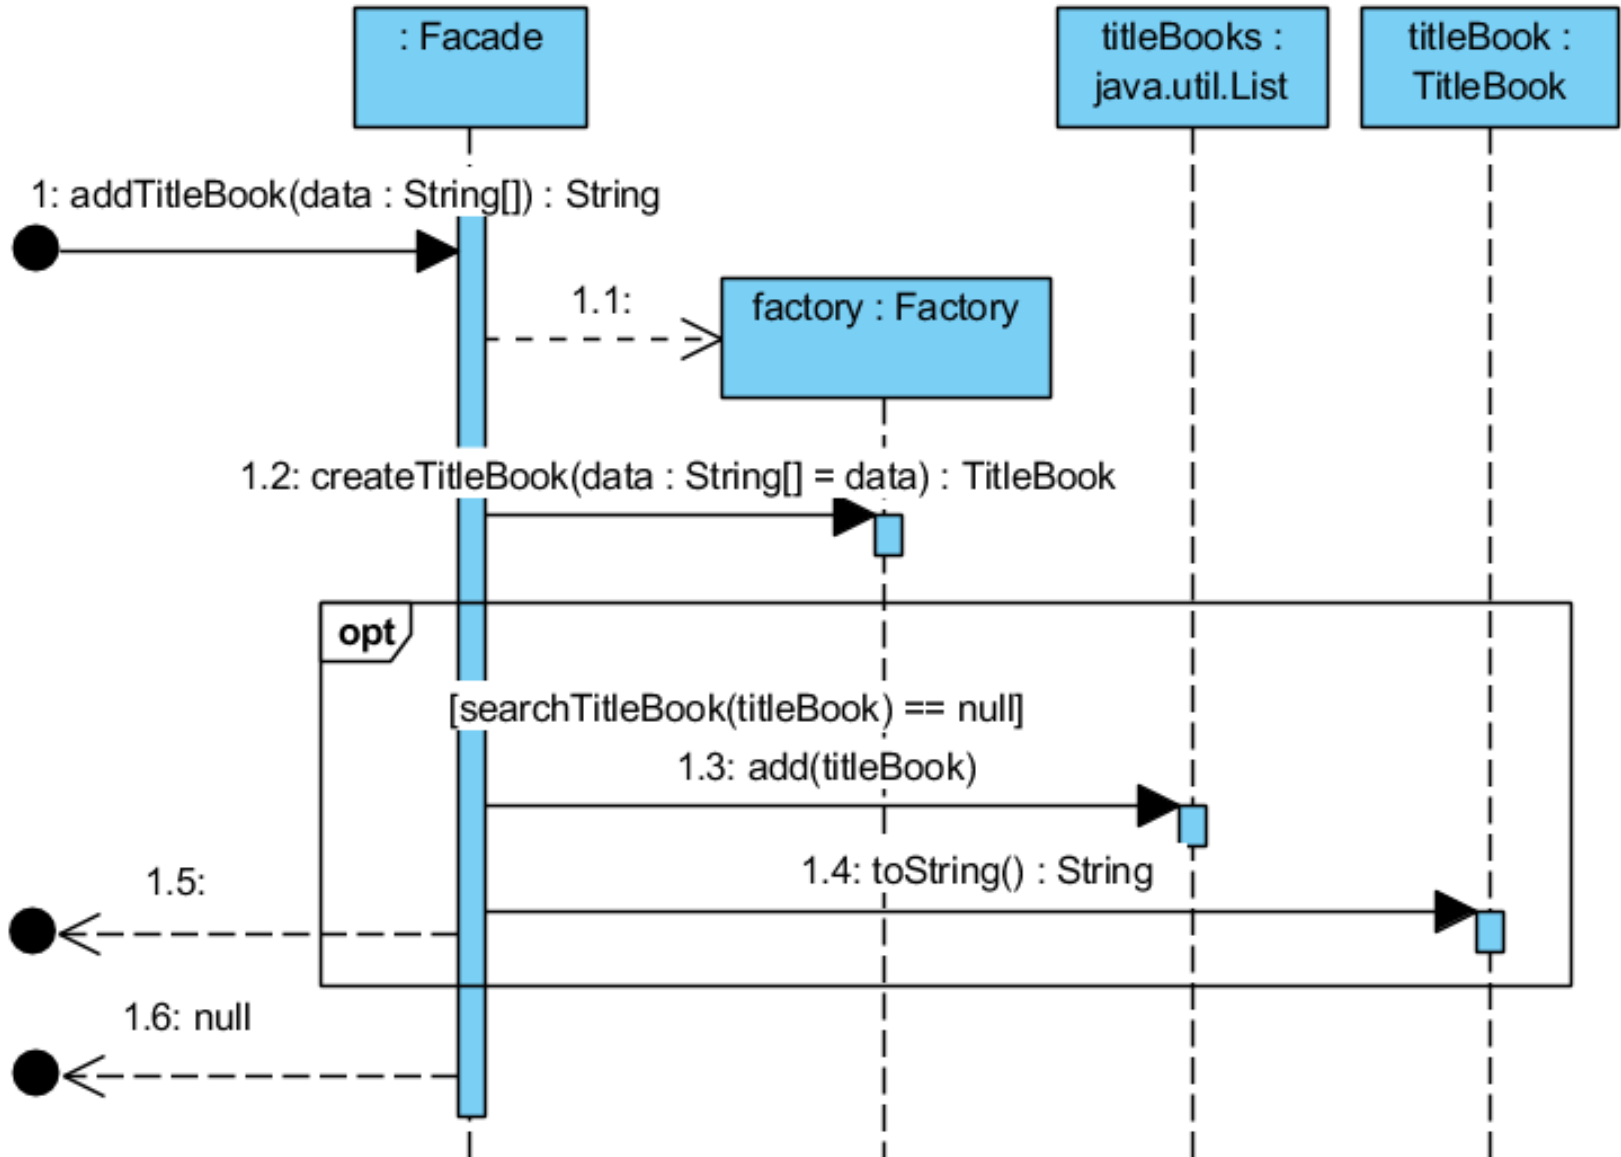 : Facade
titleBooks :
java.util.List
titleBook :
TitleBook
1: addTitleBook(data : String[]) : String
1.1:
factory : Factory
1.2: createTitleBook(data : String[] = data) : TitleBook
opt
[searchTitleBook(titleBook) == null]
1.3: add(titleBook)
1.4: toString() : String
1.5:
1.6: null